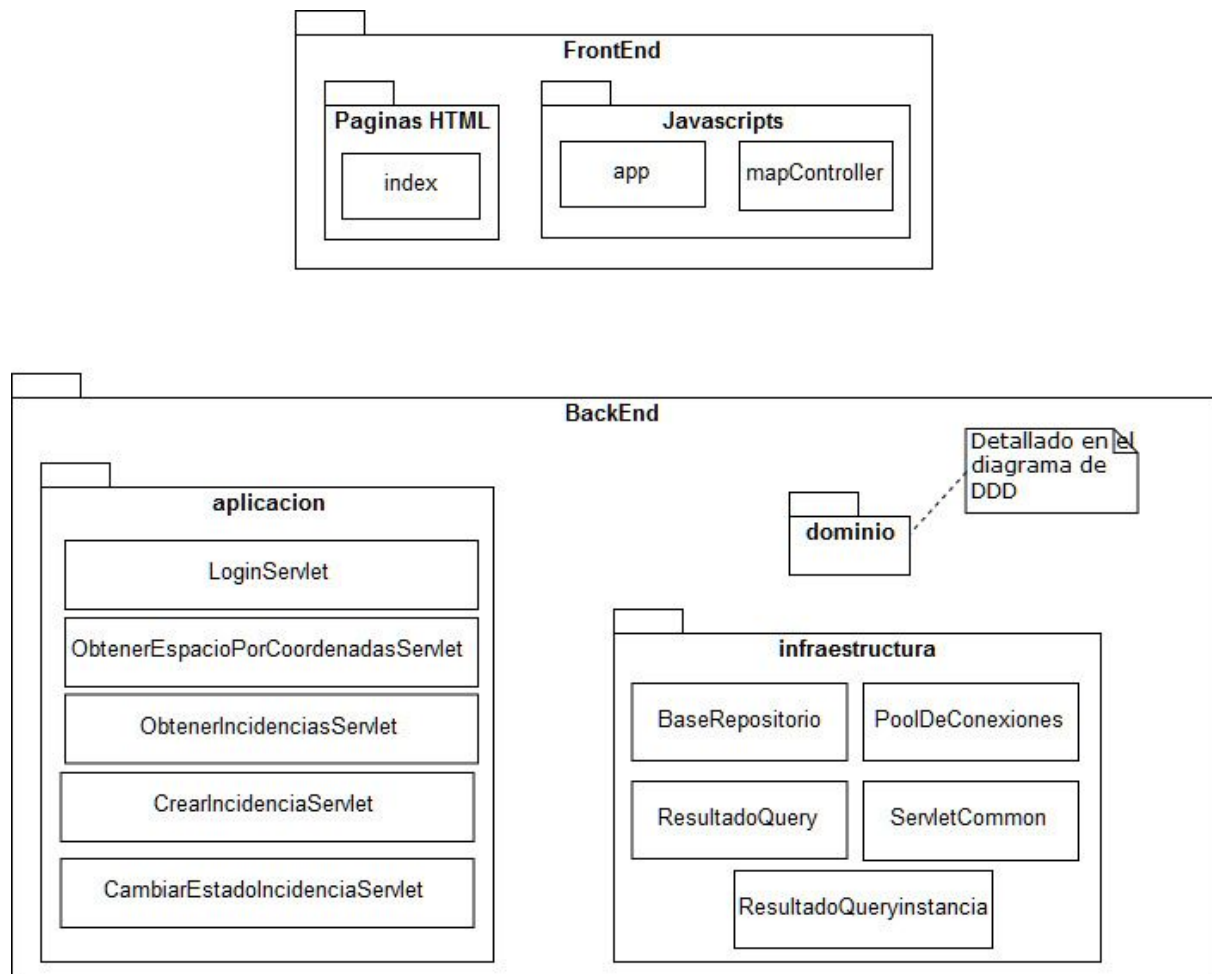 FrontEnd
Paginas HTML
index
Javascripts
app
mapController
BackEnd
aplicacion
LoginServlet
ObtenerEspacioPorCoordenadasServlet
ObtenerIncidenciasServlet
CrearIncidenciaServlet
CambiarEstadoIncidenciaServlet
Detallado en el
diagrama de
DDD
dominio
infraestructura
BaseRepositorio
PoolDeConexiones
ResultadoQuery
ServletCommon
ResultadoQueryinstancia